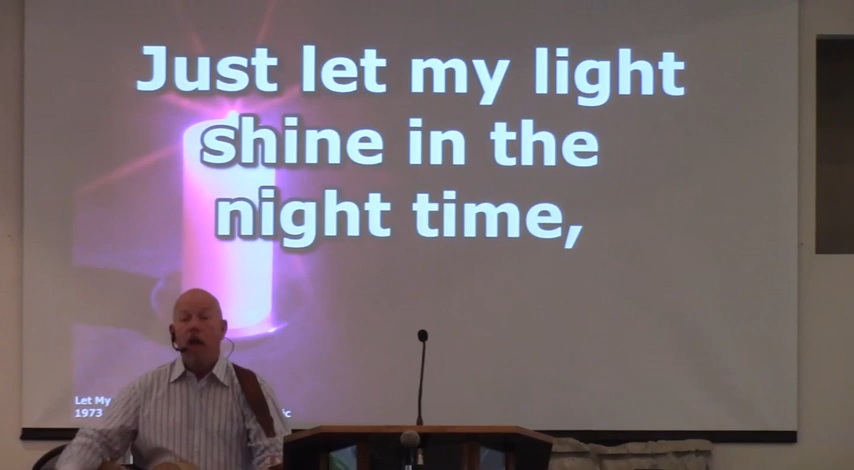 Just let my light
shine in the
night time,
Let My
1973